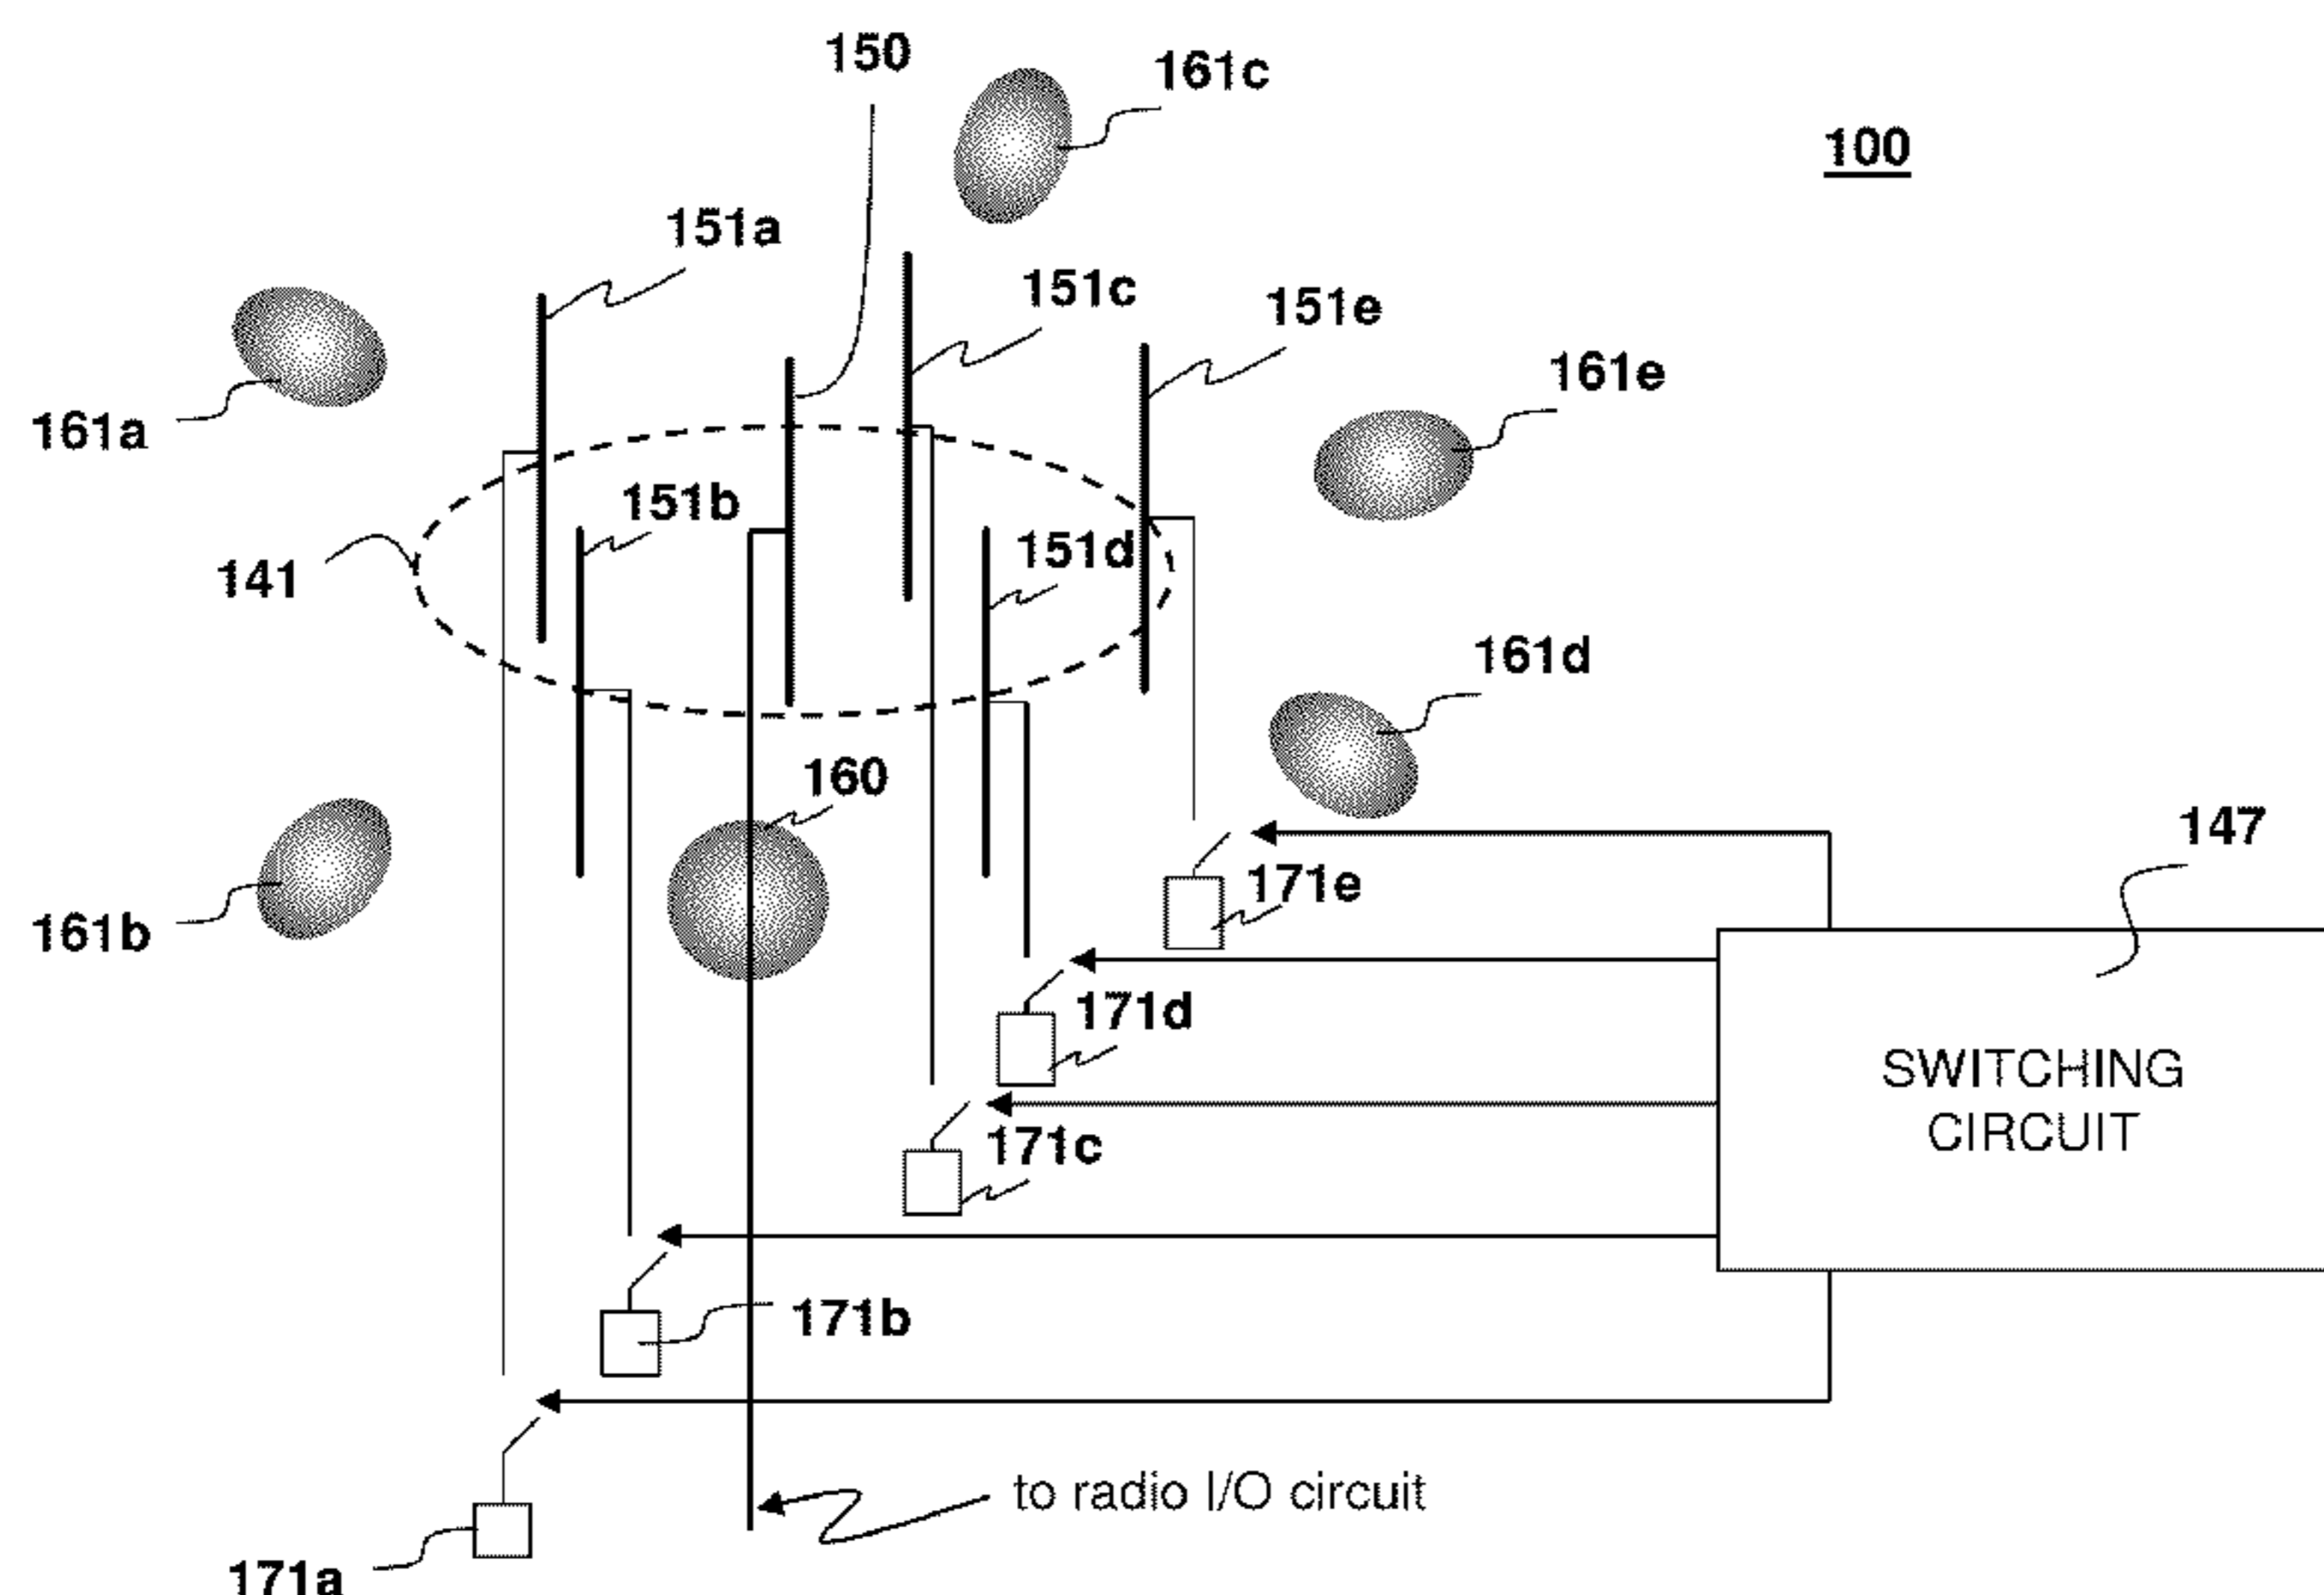 150
161c
100
151a
151c
151e
161e
161a
151b
151d
141
161d
160
147
171e
161b
171d
SWITCHING
CIRCUIT
171c
171b
to radio I/O circuit
171a